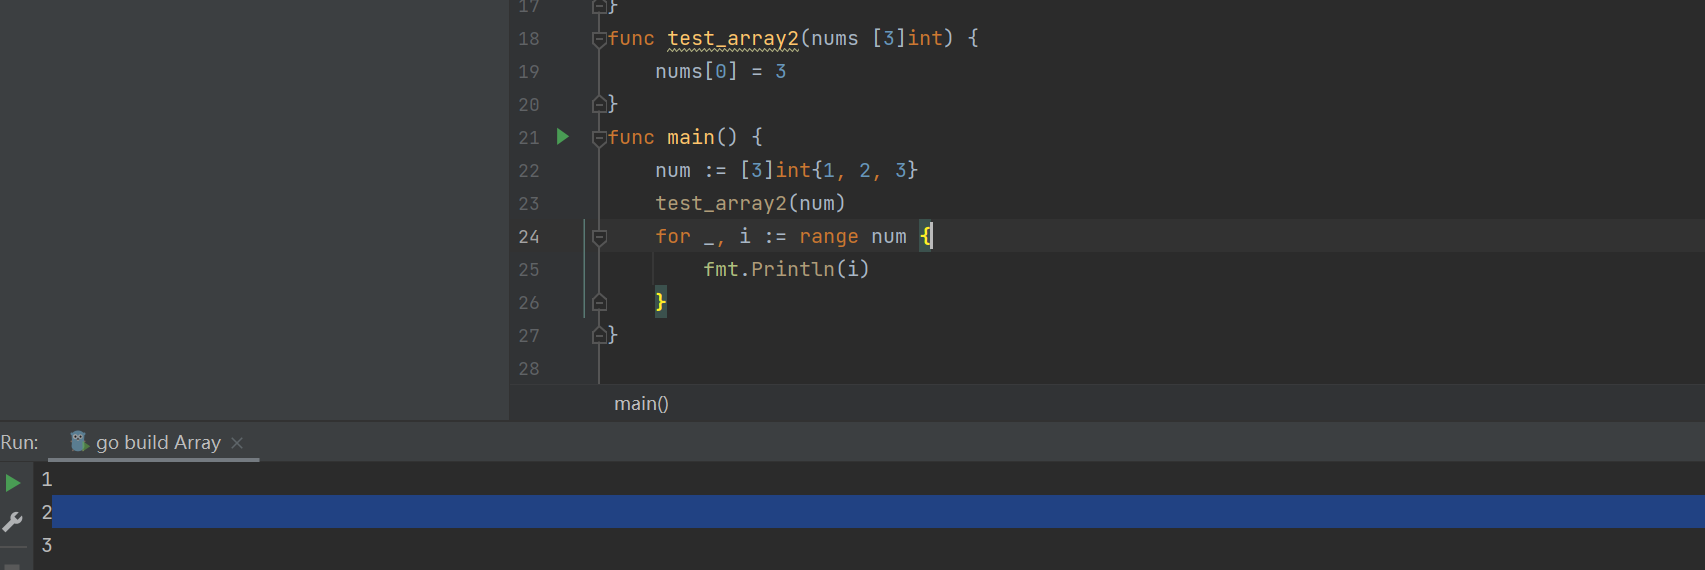 17 }
18 func test_array2(nums [3]int) {
19 nums[0] = 3
20 }
21 func main() {
22 num := [3]int{1, 2, 3}
23 test_array2(num)
24 for _, i := range num {
25 fmt.Println(i)
26 }
27 }
28
main()
Run: go build Array
1
2
3